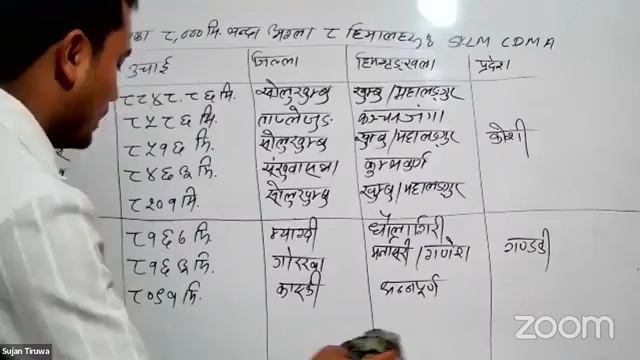 ८,००० मि. भन्दा अग्ला ८ हिमालहरु SKLM CDMA
उचाई जिल्ला हिमश्रृङ्खला प्रदेश
८८४८.८६ मि. सोलुखुम्बु खुम्बु/महालङ्गुर
८५८६ मि. ताप्लेजुङ कञ्चनजंगा
८५१६ मि. सोलुखुम्बु खुम्बु/महालङ्गुर कोशी
८४६३ मि. संखुवासभा कुम्भकर्ण
८२०१ मि. सोलुखुम्बु खुम्बु/महालङ्गुर
८१६७ मि. म्याग्दी धौलागिरी
८१६३ मि. गोरखा /गणेश गण्डकी
८०९१ मि. कास्की अन्नपूर्ण
zoom
Sujan Tiruwa